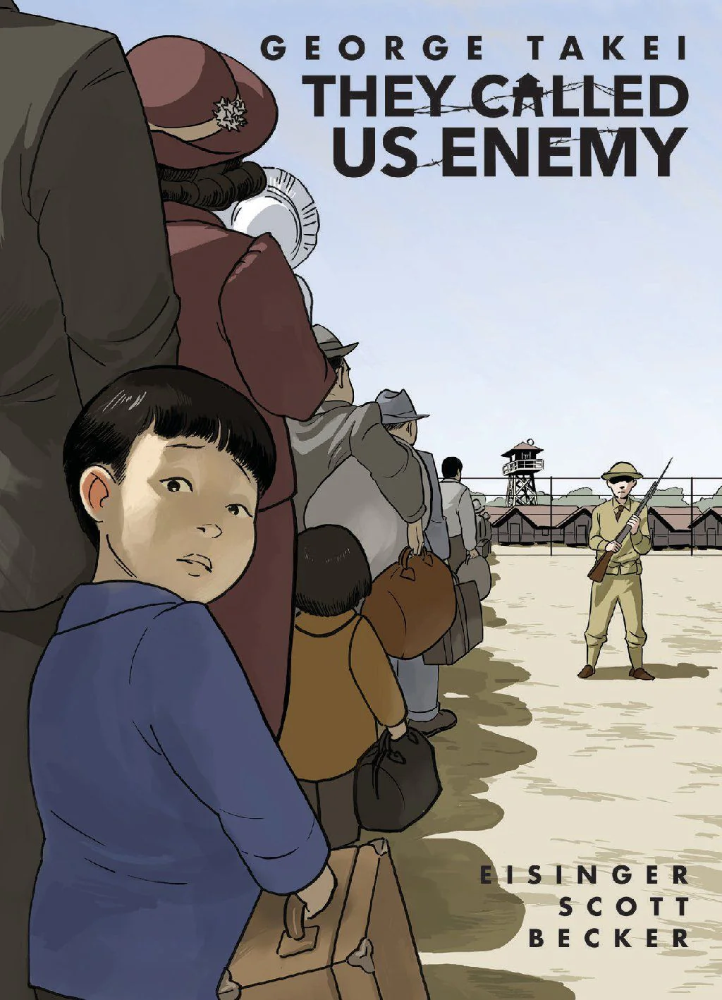 GEORGE TAKEI
THEY CALLED
US ENEMY
EISINGER
SCOTT
BECKER